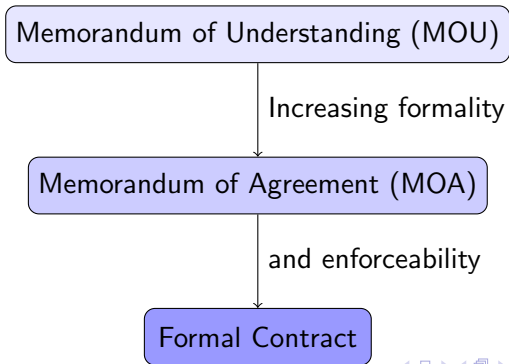 Memorandum of Understanding (MOU)
Increasing formality
Memorandum of Agreement (MOA)
and enforceability
Formal Contract